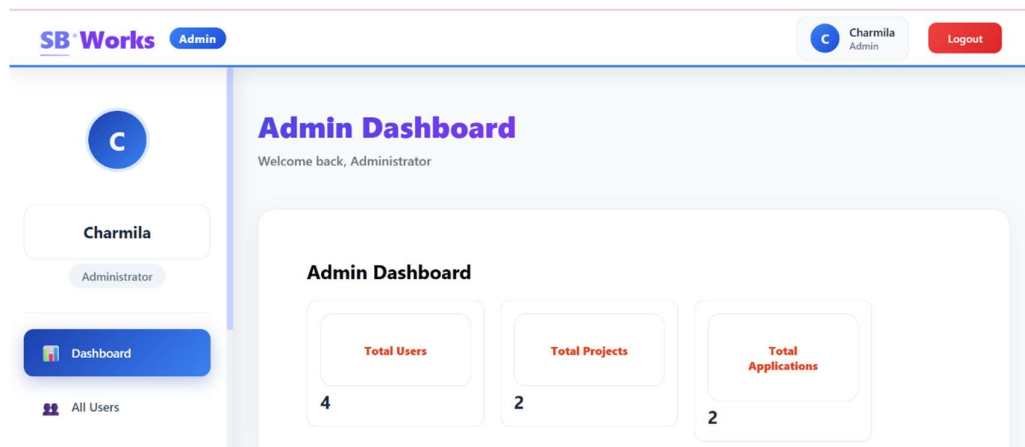 SB Works Admin
C Charmila
Admin
Logout
C
Charmila
Administrator
Dashboard
All Users
Admin Dashboard
Welcome back, Administrator
Admin Dashboard
Total Users
4
Total Projects
2
Total
Applications
2